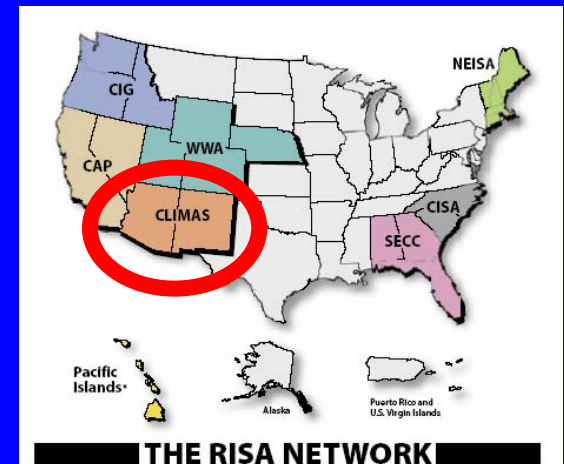 NEISA
CIG
WWA
CAP
CLIMAS
CISA
SECC
Pacific
Islands*
Alaska
Puerto Rico and
U.S. Virgin Islands
THE RISA NETWORK